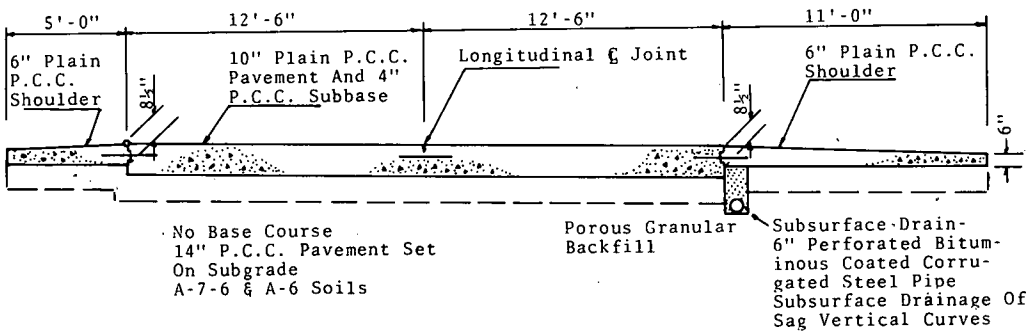 5'-0"
12'-6"
12'-6"
11'-0"
6" Plain
P.C.C.
Shoulder
8½"
10" Plain P.C.C.
Pavement And 4"
P.C.C. Subbase
Longitudinal ℄ Joint
8½"
6" Plain P.C.C.
Shoulder
6"
No Base Course
14" P.C.C. Pavement Set
On Subgrade
A-7-6 & A-6 Soils
Porous Granular
Backfill
Subsurface Drain-
6" Perforated Bitum-
inous Coated Corru-
gated Steel Pipe
Subsurface Drainage Of
Sag Vertical Curves